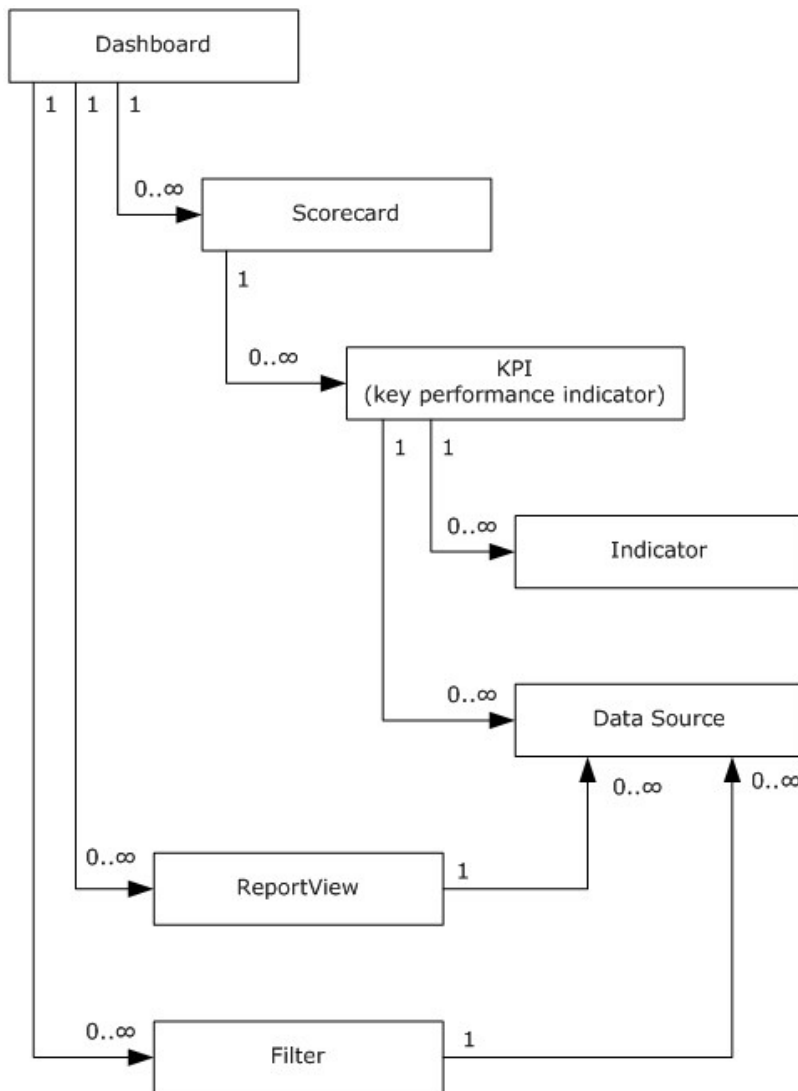 Dashboard
1 1 1
0..∞
Scorecard
1
0..∞
KPI
(key performance indicator)
1 1
0..∞
Indicator
0..∞
Data Source
0..∞ 0..∞
0..∞
ReportView
1
0..∞
Filter
1